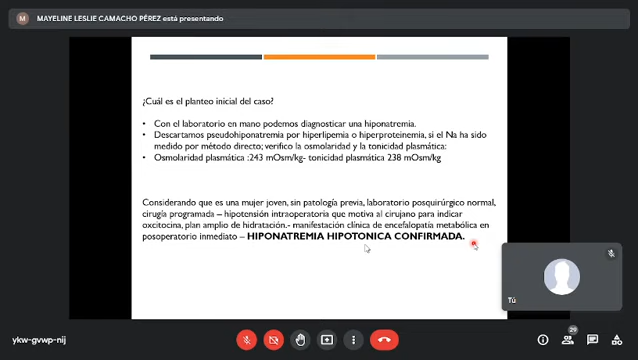 M MAYELINE LESLIE CAMACHO PÉREZ está presentando
¿Cuál es el planteo inicial del caso?
• Con el laboratorio en mano podemos diagnosticar una hiponatremia.
• Descartamos pseudohiponatremia por hiperlipemia o hiperproteinemia, si el Na ha sido
medido por método directo; verifico la osmolaridad y la tonicidad plasmática:
• Osmolaridad plasmática :243 mOsm/kg- tonicidad plasmática 238 mOsm/kg
Considerando que es una mujer joven, sin patología previa, laboratorio posquirúrgico normal,
cirugía programada – hipotensión intraoperatoria que motiva al cirujano para indicar
oxcitocina, plan amplio de hidratación.- manifestación clínica de encefalopatía metabólica en
posoperatorio inmediato – HIPONATREMIA HIPOTONICA CONFIRMADA.
Tú
ykw-gvwp-nij
29